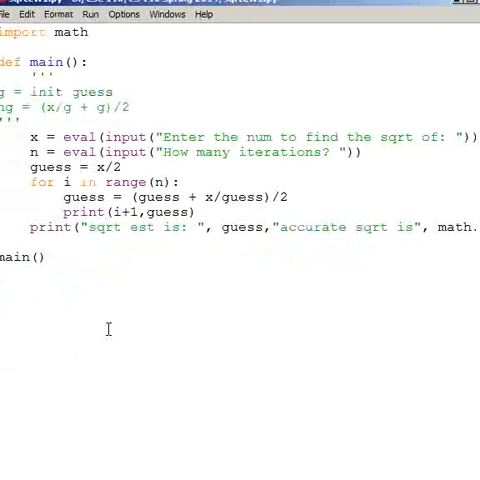 File Edit Format Run Options Windows Help
import math
def main():
'''
g = init guess
ng = (x/g + g)/2
'''
x = eval(input("Enter the num to find the sqrt of: "))
n = eval(input("How many iterations? "))
guess = x/2
for i in range(n):
guess = (guess + x/guess)/2
print(i+1,guess)
print("sqrt est is: ", guess,"accurate sqrt is", math.
main()